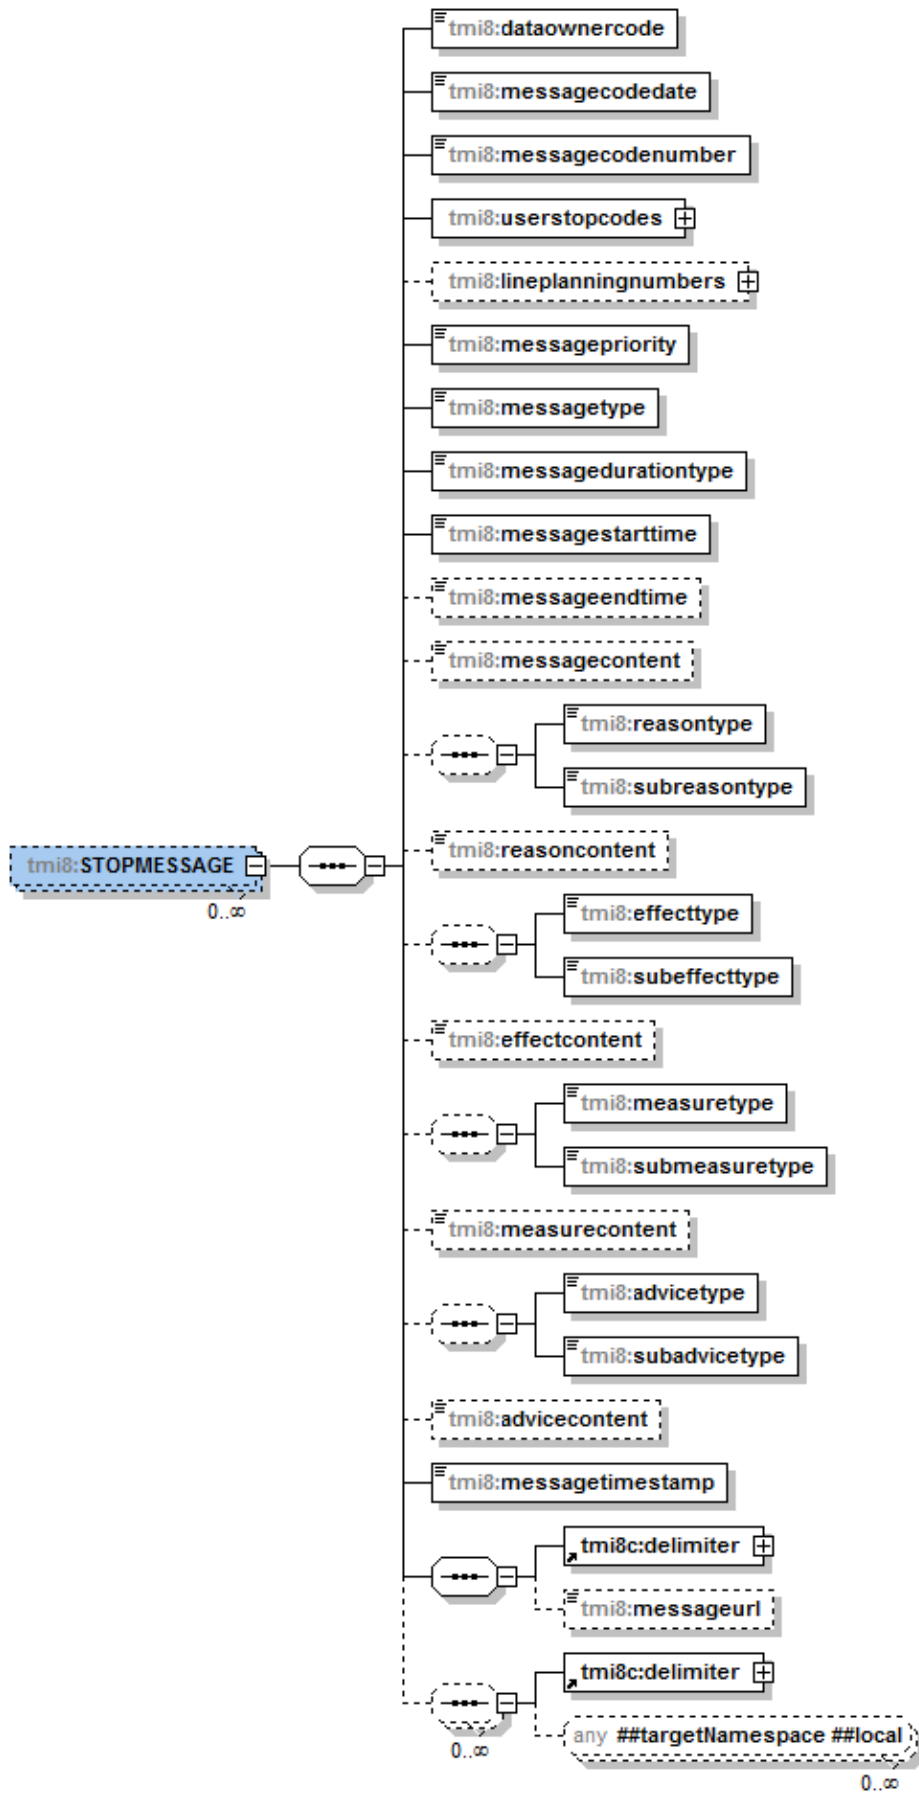 tmi8:dataownercode
tmi8:messagecodedate
tmi8:messagecodenumber
tmi8:userstopcodes
tmi8:lineplanningnumbers
tmi8:messagepriority
tmi8:messagetype
tmi8:messagedurationtype
tmi8:messagestarttime
tmi8:messageendtime
tmi8:messagecontent
tmi8:reasontype
tmi8:subreasontype
tmi8:STOPMESSAGE
0..∞
tmi8:reasoncontent
tmi8:effecttype
tmi8:subeffecttype
tmi8:effectcontent
tmi8:measuretype
tmi8:submeasuretype
tmi8:measurecontent
tmi8:advicetype
tmi8:subadvicetype
tmi8:advicecontent
tmi8:messagetimestamp
tmi8c:delimiter
tmi8:messageurl
tmi8c:delimiter
0..∞
any ##targetNamespace ##local
0..∞